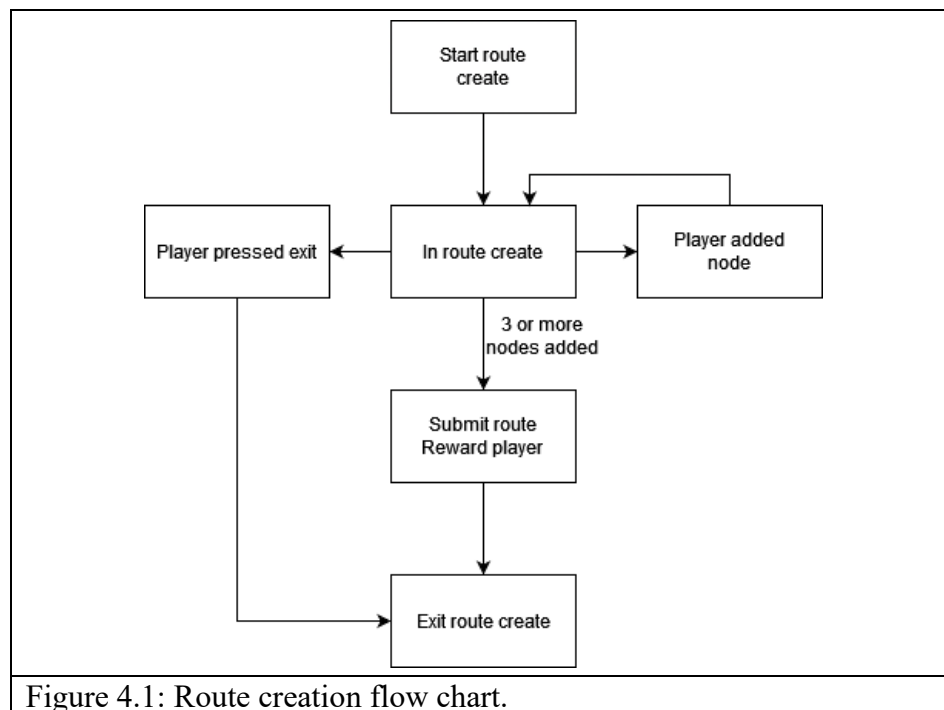 Start route
create
Player pressed exit
In route create
Player added
node
3 or more
nodes added
Submit route
Reward player
Exit route create
Figure 4.1: Route creation flow chart.